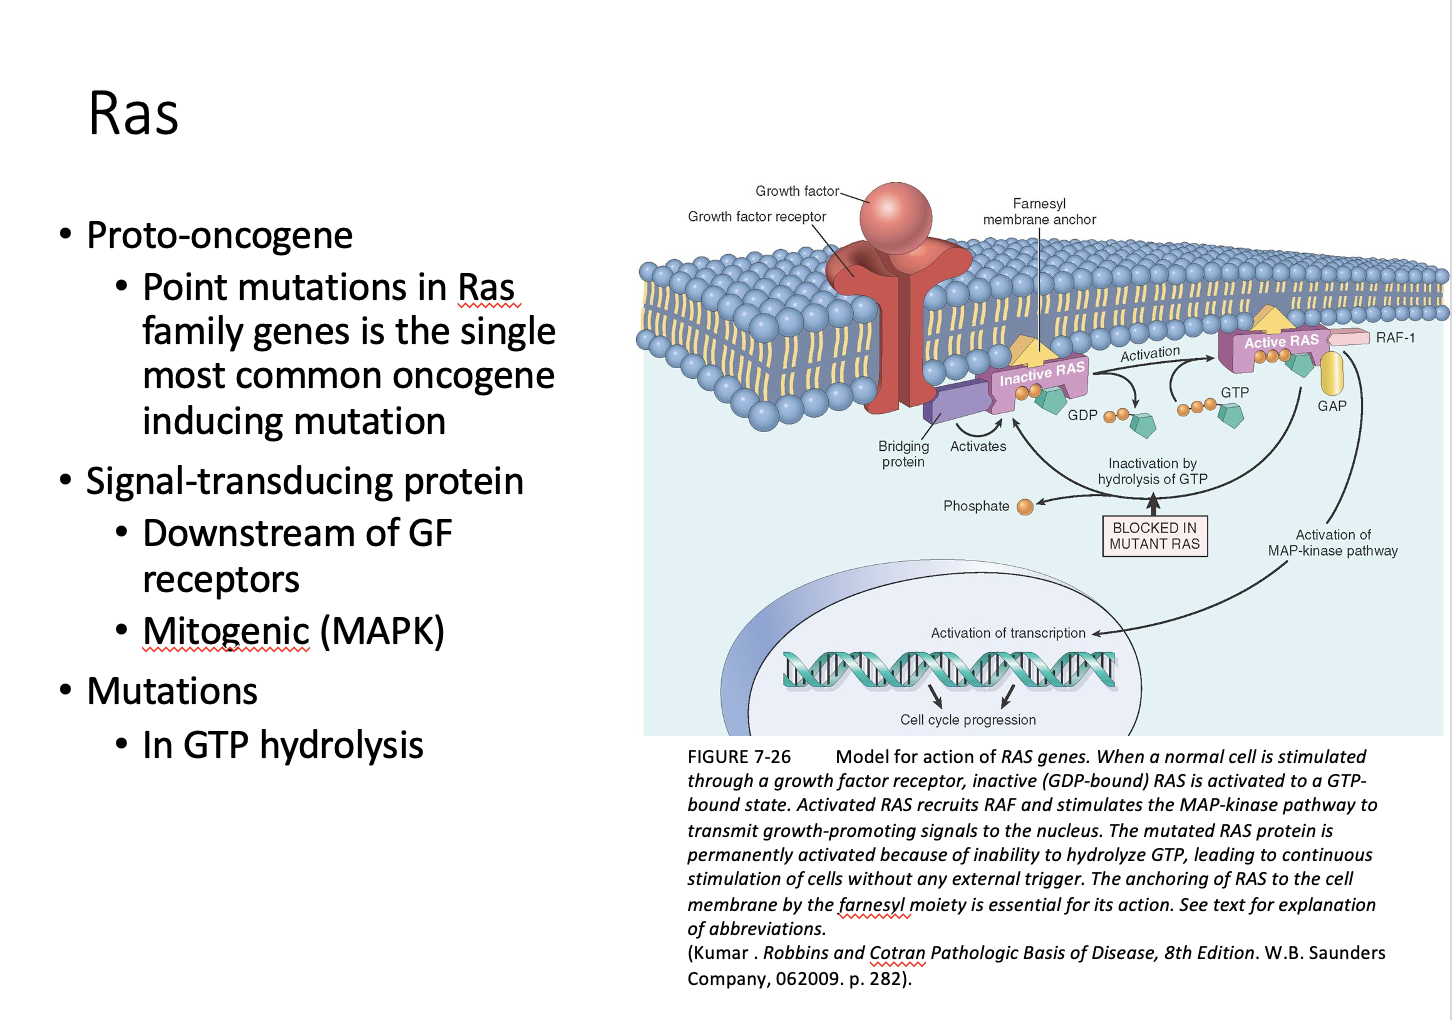 Ras
• Proto-oncogene
• Point mutations in Ras
family genes is the single
most common oncogene
inducing mutation
• Signal-transducing protein
• Downstream of GF
receptors
• Mitogenic (MAPK)
• Mutations
• In GTP hydrolysis
Growth factor
Growth factor receptor
Farnesyl
membrane anchor
Inactive RAS
Activation
Active RAS
RAF-1
GDP
GTP
GAP
Bridging
protein
Activates
Inactivation by
hydrolysis of GTP
Phosphate
BLOCKED IN
MUTANT RAS
Activation of
MAP-kinase pathway
Activation of transcription
Cell cycle progression
FIGURE 7-26 Model for action of RAS genes. When a normal cell is stimulated
through a growth factor receptor, inactive (GDP-bound) RAS is activated to a GTP-
bound state. Activated RAS recruits RAF and stimulates the MAP-kinase pathway to
transmit growth-promoting signals to the nucleus. The mutated RAS protein is
permanently activated because of inability to hydrolyze GTP, leading to continuous
stimulation of cells without any external trigger. The anchoring of RAS to the cell
membrane by the farnesyl moiety is essential for its action. See text for explanation
of abbreviations.
(Kumar . Robbins and Cotran Pathologic Basis of Disease, 8th Edition. W.B. Saunders
Company, 062009. p. 282).